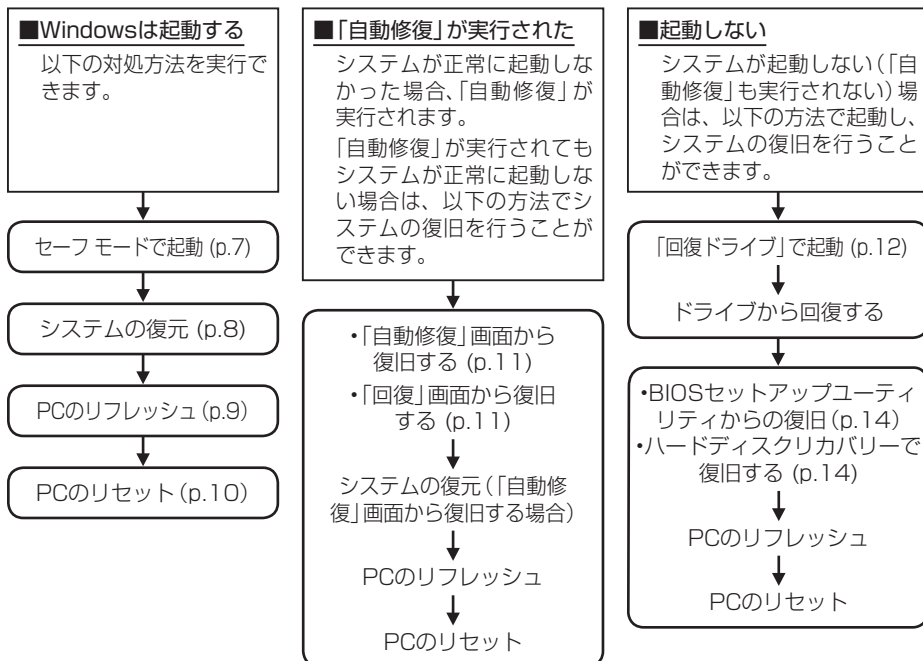 ■Windowsは起動する
以下の対処方法を実行で
きます。
セーフ モードで起動 (p.7)
システムの復元 (p.8)
PCのリフレッシュ(p.9)
PCのリセット(p.10)
■「自動修復」が実行された
システムが正常に起動しな
かった場合、「自動修復」が
実行されます。
「自動修復」が実行されても
システムが正常に起動しな
い場合は、以下の方法でシ
ステムの復旧を行うことが
できます。
•「自動修復」画面から
復旧する (p.11)
•「回復」画面から復旧
する (p.11)
システムの復元(「自動修
復」画面から復旧する場合)
PCのリフレッシュ
PCのリセット
■起動しない
システムが起動しない(「自
動修復」も実行されない)場
合は、以下の方法で起動し、
システムの復旧を行うこと
ができます。
「回復ドライブ」で起動 (p.12)
ドライブから回復する
•BIOSセットアップユーティ
リティからの復旧(p.14)
•ハードディスクリカバリーで
復旧する (p.14)
PCのリフレッシュ
PCのリセット